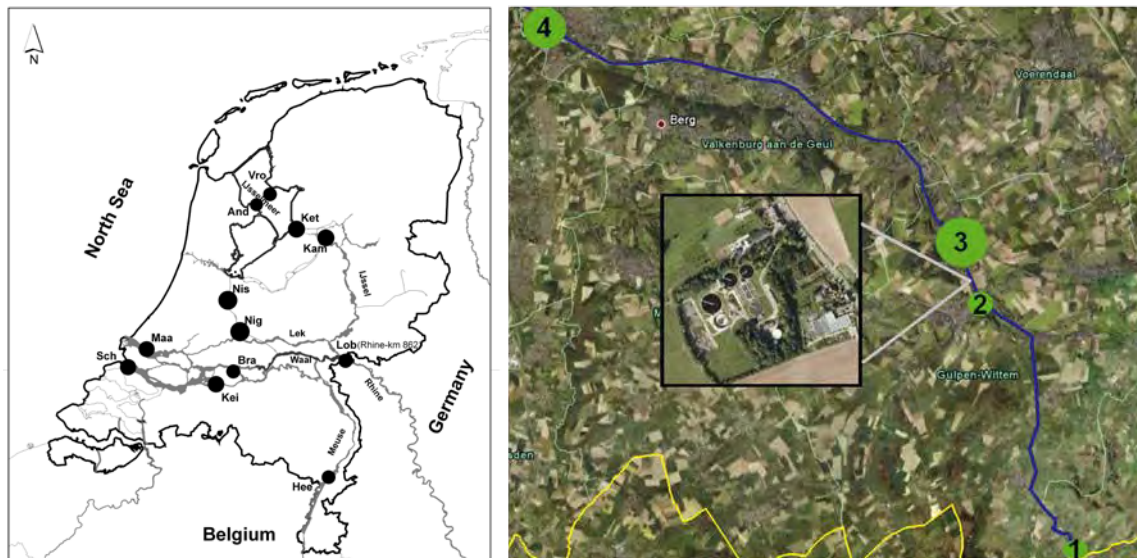 N
North Sea
Vro
IJsselmeer
And
Ket
Kam
IJssel
Nis
Nig
Maa
Lek
Lob(Rhine-km 862)
Sch
Bra
Waal
Kei
Rhine
Germany
Meuse
Hee
Belgium
4
Voerendaal
Berg
Valkenburg aan de Geul
3
M
2
Gulpen-Wittem
sden
1